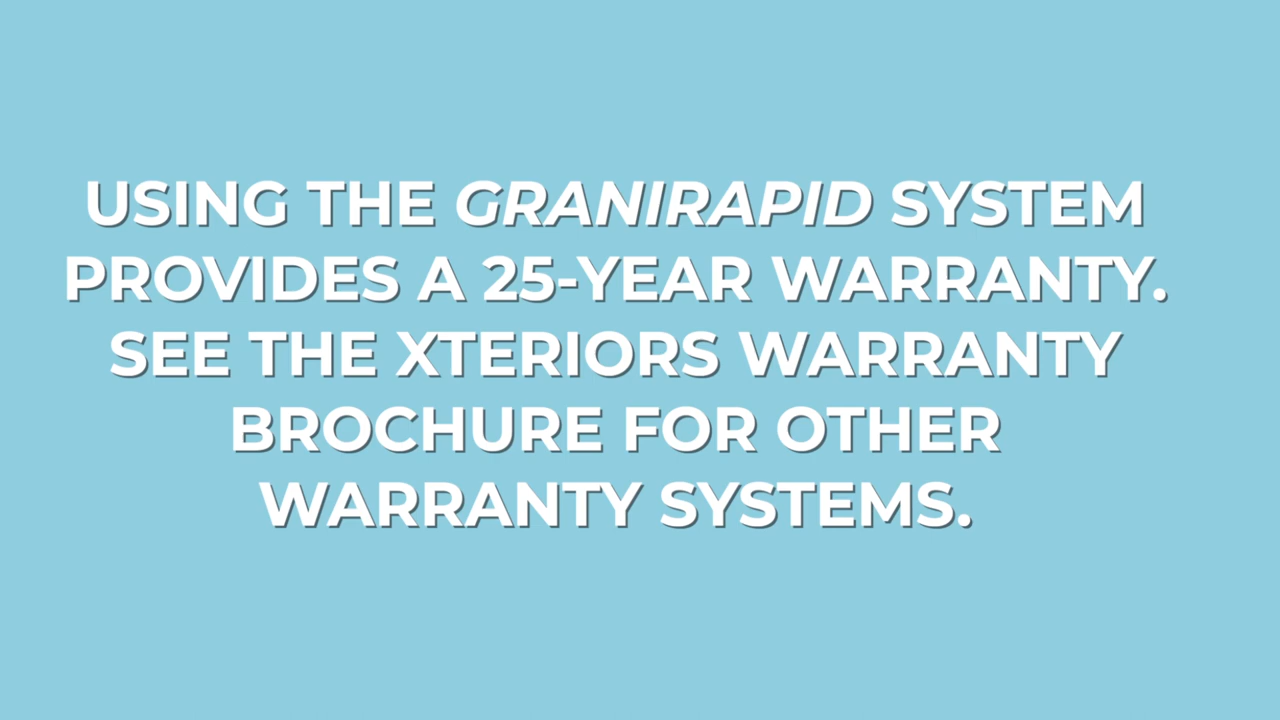 USING THE GRANIRAPID SYSTEM
PROVIDES A 25-YEAR WARRANTY.
SEE THE XTERIORS WARRANTY
BROCHURE FOR OTHER
WARRANTY SYSTEMS.